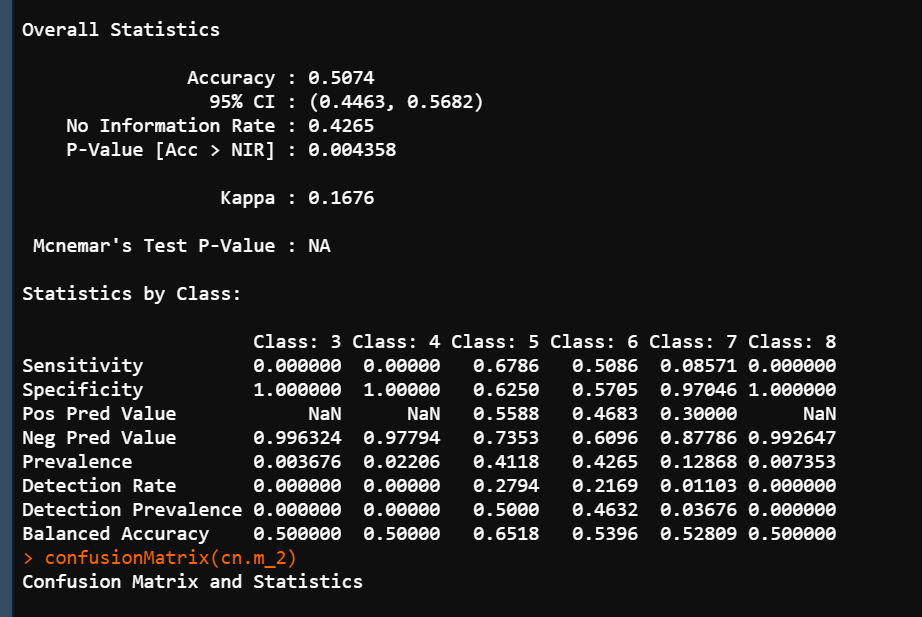 Overall Statistics
Accuracy : 0.5074
95% CI : (0.4463, 0.5682)
No Information Rate : 0.4265
P-Value [Acc > NIR] : 0.004358
Kappa : 0.1676
Mcnemar's Test P-Value : NA
Statistics by Class:
Class: 3 Class: 4 Class: 5 Class: 6 Class: 7 Class: 8
Sensitivity 0.000000 0.00000 0.6786 0.5086 0.08571 0.000000
Specificity 1.000000 1.00000 0.6250 0.5705 0.97046 1.000000
Pos Pred Value NaN NaN 0.5588 0.4683 0.30000 NaN
Neg Pred Value 0.996324 0.97794 0.7353 0.6096 0.87786 0.992647
Prevalence 0.003676 0.02206 0.4118 0.4265 0.12868 0.007353
Detection Rate 0.000000 0.00000 0.2794 0.2169 0.01103 0.000000
Detection Prevalence 0.000000 0.00000 0.5000 0.4632 0.03676 0.000000
Balanced Accuracy 0.500000 0.50000 0.6518 0.5396 0.52809 0.500000
> confusionMatrix(cn.m_2)
Confusion Matrix and Statistics